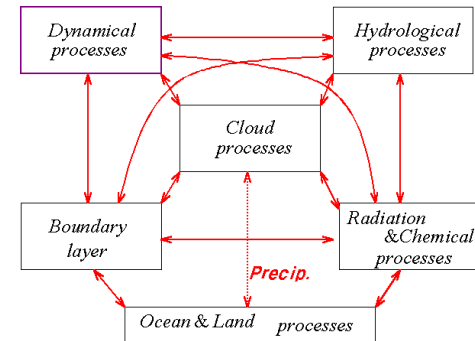 Dynamical
processes
Hydrological
processes
Cloud
processes
Boundary
layer
Radiation
&Chemical
processes
Precip.
Ocean & Land processes